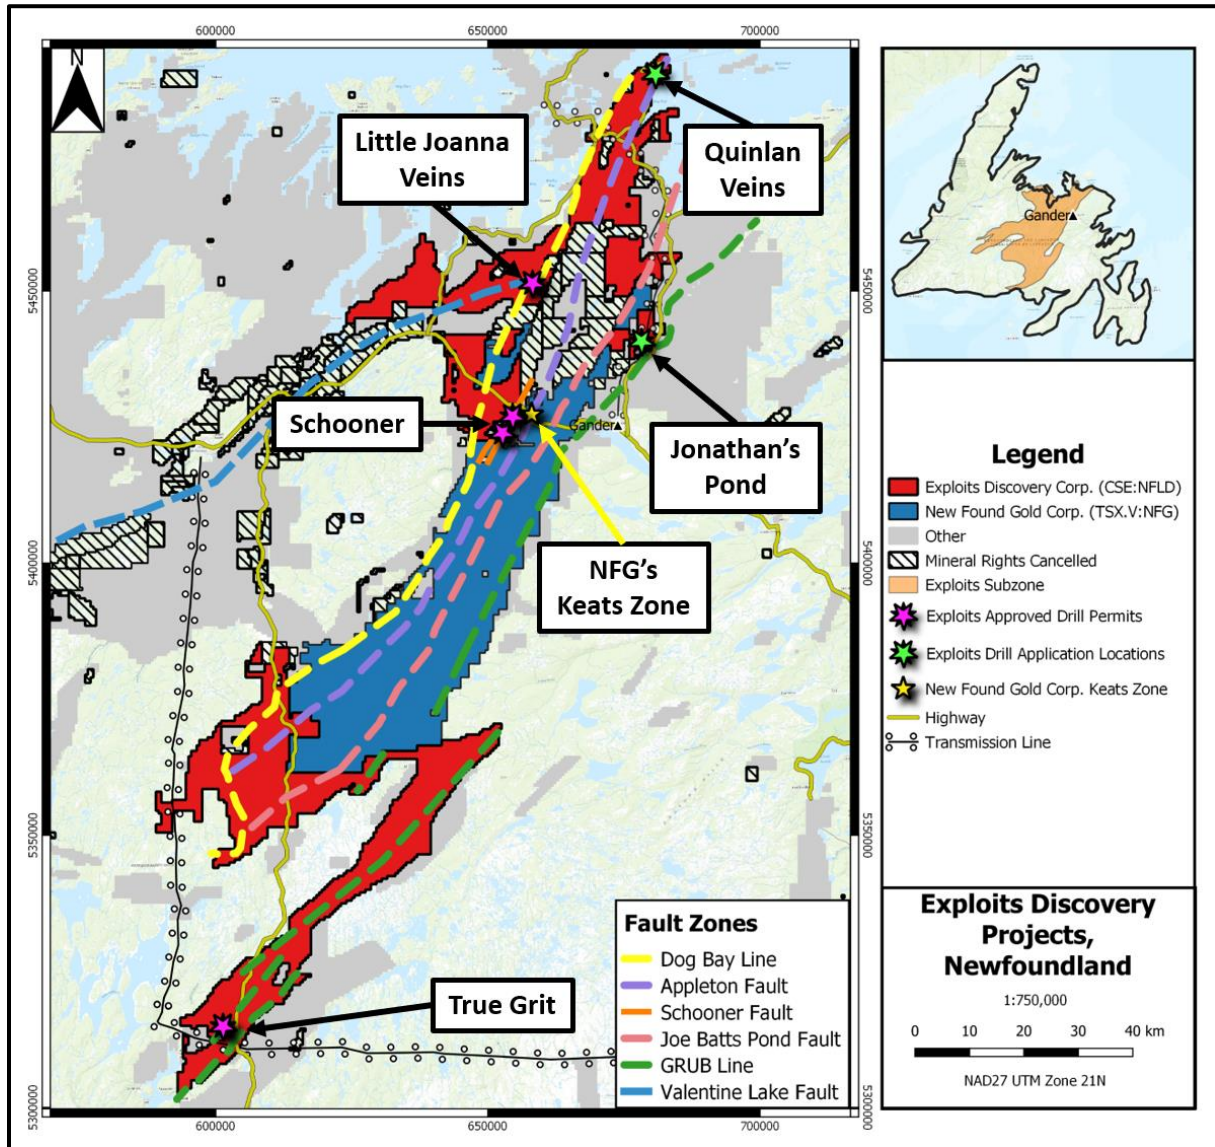 600000
650000
700000
N
Little Joanna
Veins
Quinlan
Veins
5450000
5450000
Schooner
Gander
Jonathan's
Pond
NFG's
Keats Zone
5400000
5400000
5350000
5350000
True Grit
5300000
5300000
600000
650000
700000
Fault Zones
Dog Bay Line
Appleton Fault
Schooner Fault
Joe Batts Pond Fault
GRUB Line
Valentine Lake Fault
Gander
Legend
Exploits Discovery Corp. (CSE:NFLD)
New Found Gold Corp. (TSX.V:NFG)
Other
Mineral Rights Cancelled
Exploits Subzone
Exploits Approved Drill Permits
Exploits Drill Application Locations
New Found Gold Corp. Keats Zone
Highway
Transmission Line
Exploits Discovery
Projects,
Newfoundland
1:750,000
0 10 20 30 40 km
NAD27 UTM Zone 21N